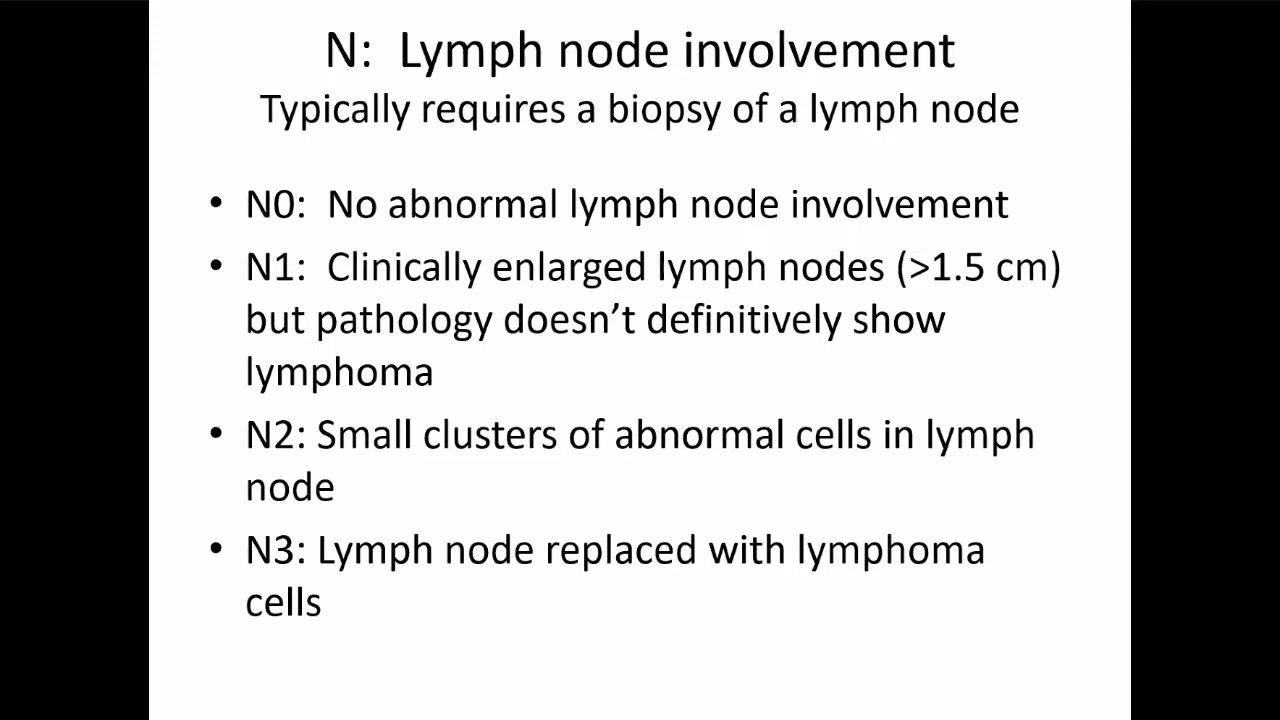 N:  Lymph node involvement
Typically requires a biopsy of a lymph node
• N0:  No abnormal lymph node involvement
• N1:  Clinically enlarged lymph nodes (>1.5 cm)
but pathology doesn’t definitively show
lymphoma
• N2: Small clusters of abnormal cells in lymph
node
• N3: Lymph node replaced with lymphoma
cells